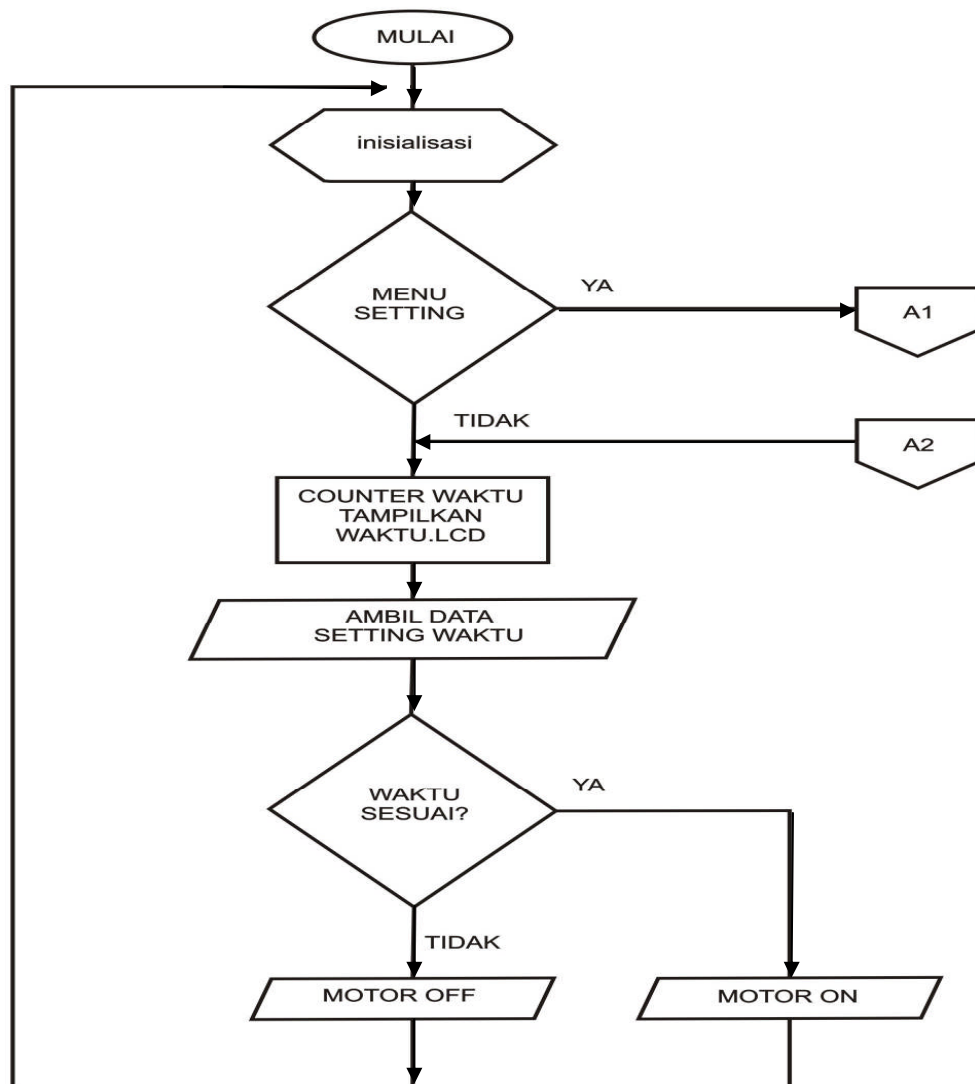 MULAI
inisialisasi
MENU
SETTING
YA
A1
TIDAK
A2
COUNTER WAKTU
TAMPILKAN
WAKTU.LCD
AMBIL DATA
SETTING WAKTU
WAKTU
SESUAI?
YA
TIDAK
MOTOR OFF
MOTOR ON